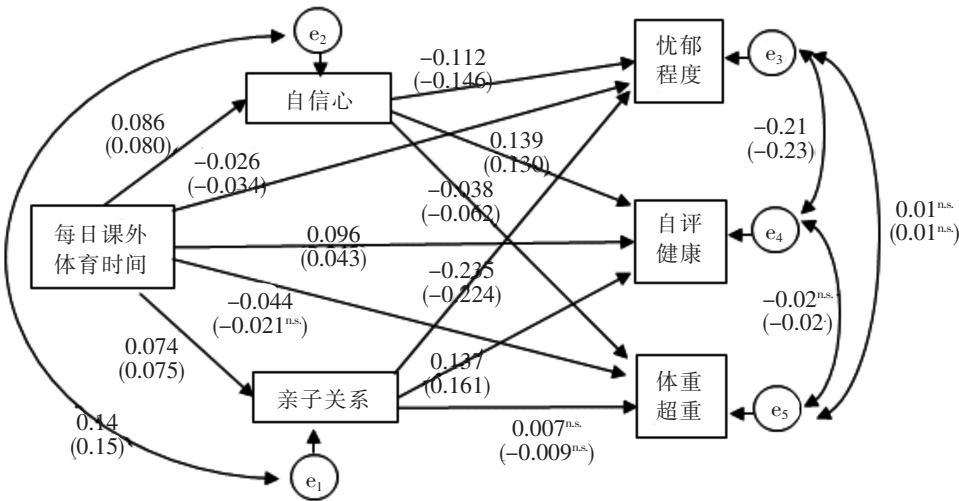 e₂
自信心
−0.112
(−0.146)
忧郁
程度
e₃
0.086
(0.080)
−0.026
(−0.034)
0.139
(0.130)
−0.21
(−0.23)
−0.038
(−0.062)
每日课外
体育时间
0.096
(0.043)
自评
健康
e₄
0.01ⁿ·ˢ·
(0.01ⁿ·ˢ·)
−0.235
(−0.224)
−0.044
(−0.021ⁿ·ˢ·)
−0.02ⁿ·ˢ·
(−0.02)
0.074
(0.075)
0.137
(0.161)
亲子关系
体重
超重
e₅
0.14
(0.15)
0.007ⁿ·ˢ·
(−0.009ⁿ·ˢ·)
e₁